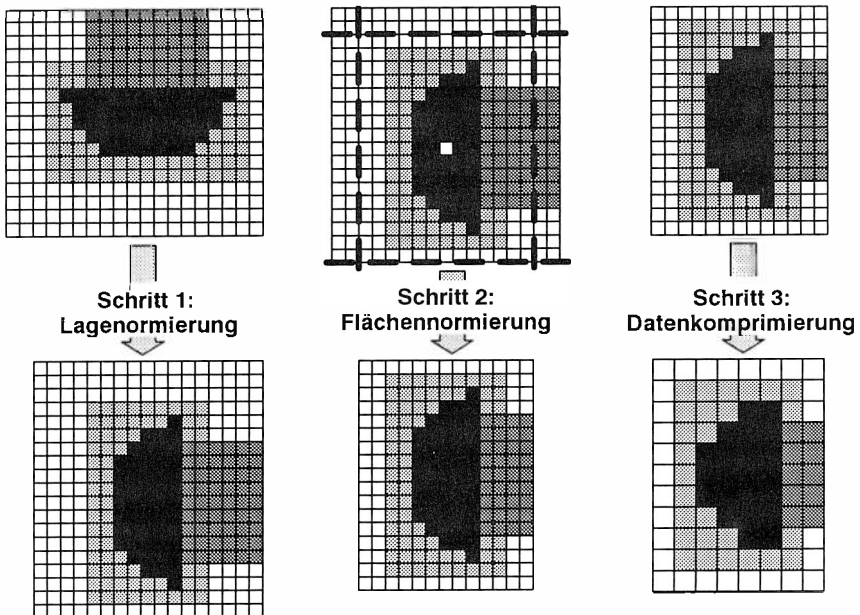 Schritt 1:
Lagenormierung
Schritt 2:
Flächennormierung
Schritt 3:
Datenkomprimierung